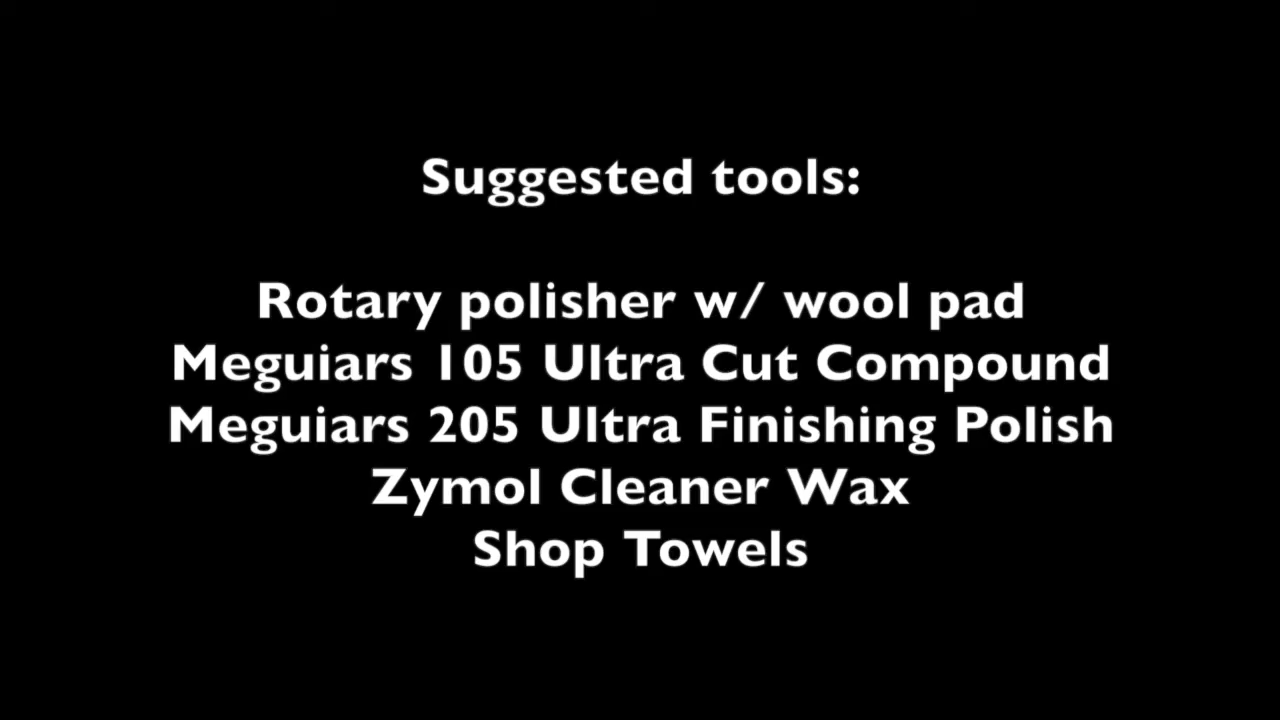 Suggested tools:
Rotary polisher w/ wool pad
Meguiars 105 Ultra Cut Compound
Meguiars 205 Ultra Finishing Polish
Zymol Cleaner Wax
Shop Towels